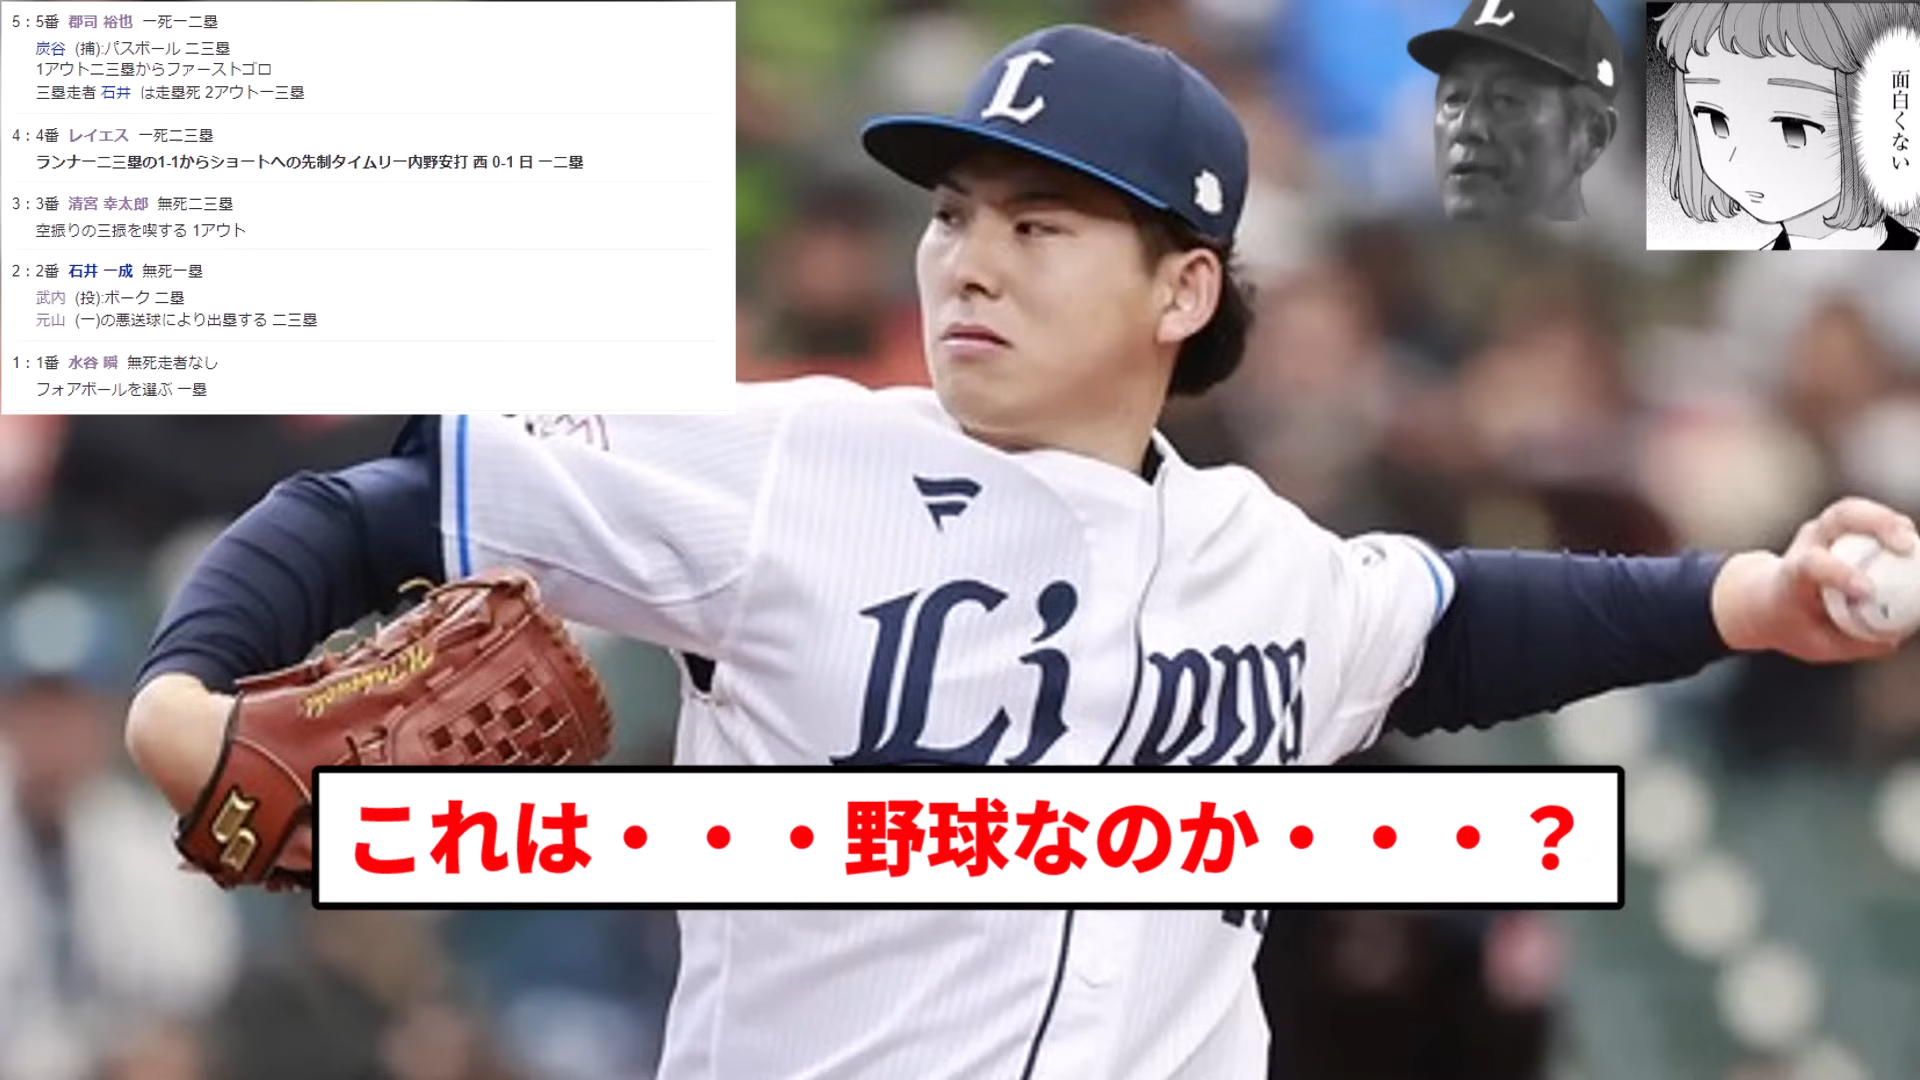 5：5番 郡司 裕也 一死一二塁
炭谷 (捕):パスボール 二三塁
1アウト二三塁からファーストゴロ
三塁走者 石井 は走塁死 2アウト一三塁
4：4番 レイエス 一死二三塁
ランナー二三塁の1-1からショートへの先制タイムリー内野安打 西 0-1 日 一二塁
3：3番 清宮 幸太郎 無死二三塁
空振りの三振を喫する 1アウト
2：2番 石井 一成 無死一塁
武内 (投):ボーク 二塁
元山 (一)の悪送球により出塁する 二三塁
1：1番 水谷 瞬 無死走者なし
フォアボールを選ぶ 一塁
L
L
面白くない
Lions
これは・・・野球なのか・・・？